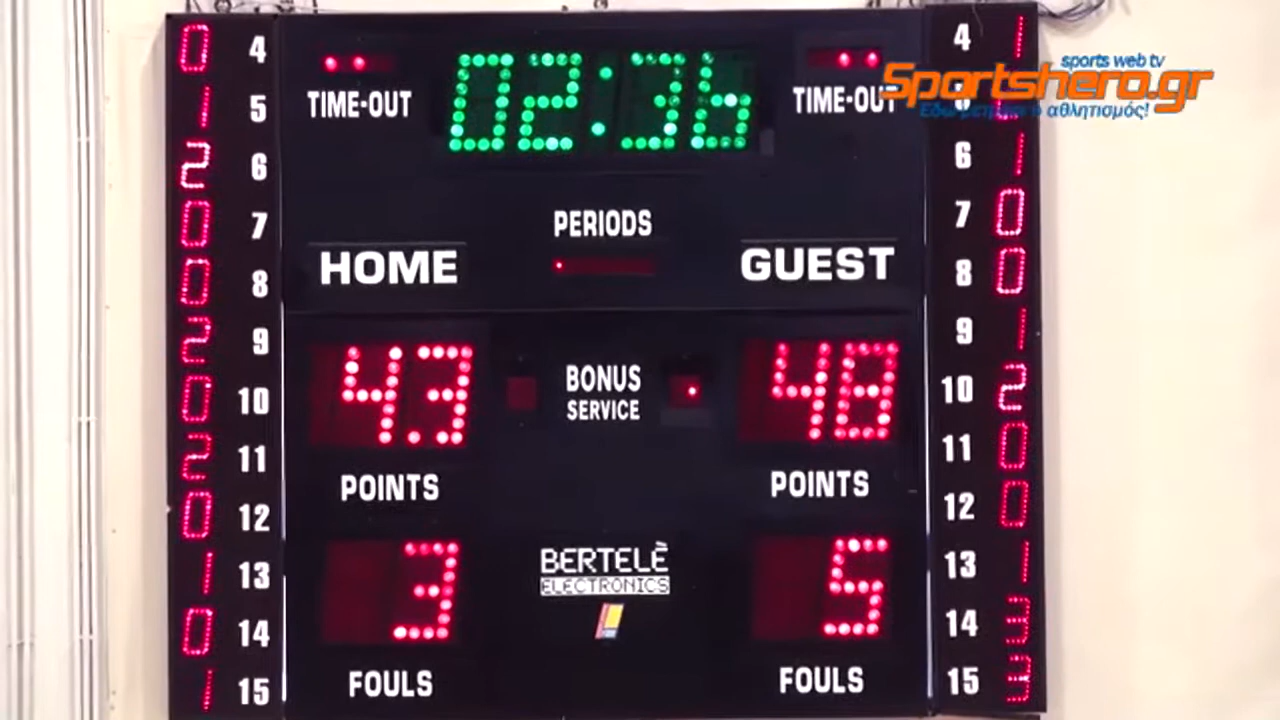 0 4 02:36 4 1
sports web tv
Sportshero.gr
TIME-OUT TIME-OUT
1 5
αθλητισμός!
2 6 6 1
0 7 PERIODS 7 0
0 8 HOME GUEST 8 0
2 9 9 1
43 BONUS 48
0 10 SERVICE 10 2
2 11 11 0
POINTS POINTS
0 12 12 0
1 13 3 BERTELÈ 5 13 1
ELECTRONICS
0 14 14 3
1 15 FOULS FOULS 15 3